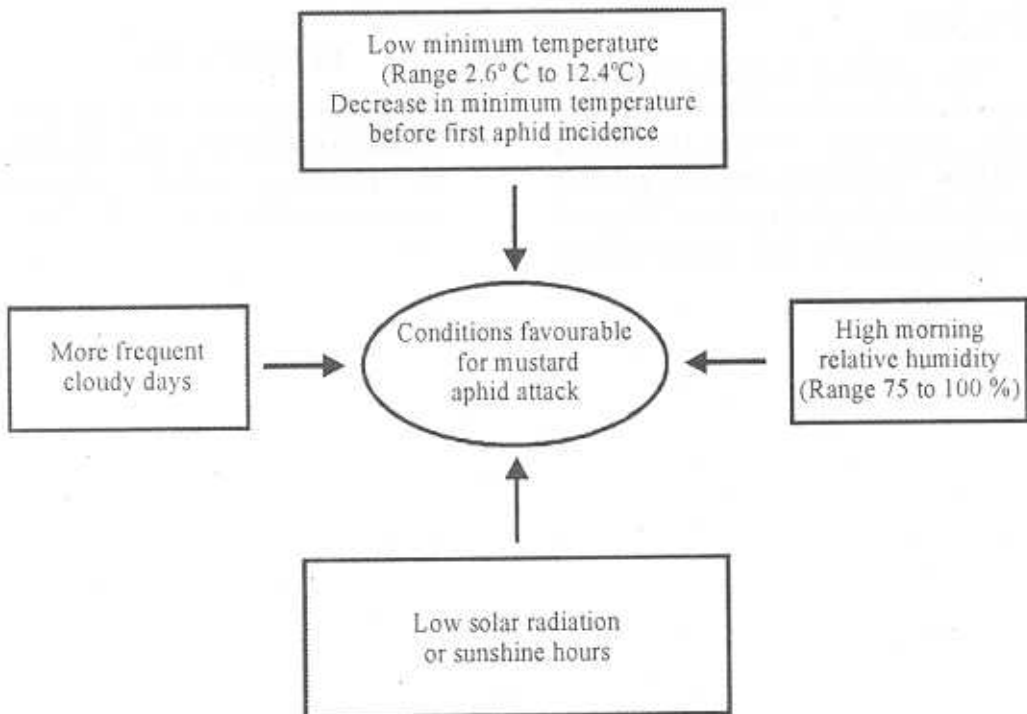 Low minimum temperature
(Range 2.6° C to 12.4°C)
Decrease in minimum temperature
before first aphid incidence
More frequent
cloudy days
Conditions favourable
for mustard
aphid attack
High morning
relative humidity
(Range 75 to 100 %)
Low solar radiation
or sunshine hours